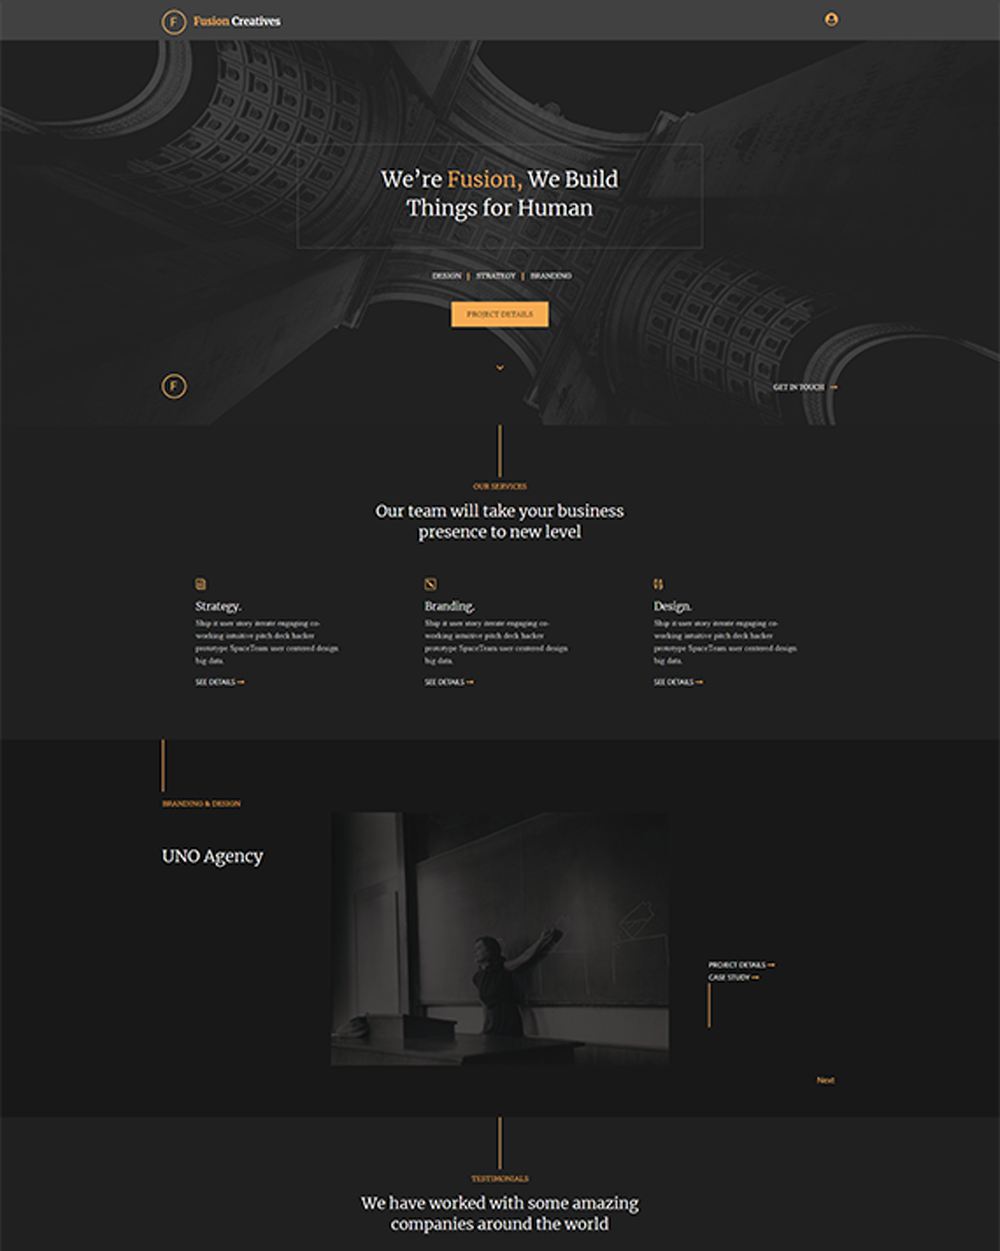 F Fusion Creatives
We’re Fusion, We Build
Things for Human
DESIGN | STRATEGY | BRANDING
PROJECT DETAILS
F
GET IN TOUCH
OUR SERVICES
Our team will take your business
presence to new level
Strategy.
Ship it user story iterate engaging co-
working intuitive pitch deck hacker
prototype SpaceTeam user centered design
big data.
SEE DETAILS
Branding.
Ship it user story iterate engaging co-
working intuitive pitch deck hacker
prototype SpaceTeam user centered design
big data.
SEE DETAILS
Design.
Ship it user story iterate engaging co-
working intuitive pitch deck hacker
prototype SpaceTeam user centered design
big data.
SEE DETAILS
BRANDING & DESIGN
UNO Agency
PROJECT DETAILS
CASE STUDY
Next
TESTIMONIALS
We have worked with some amazing
companies around the world